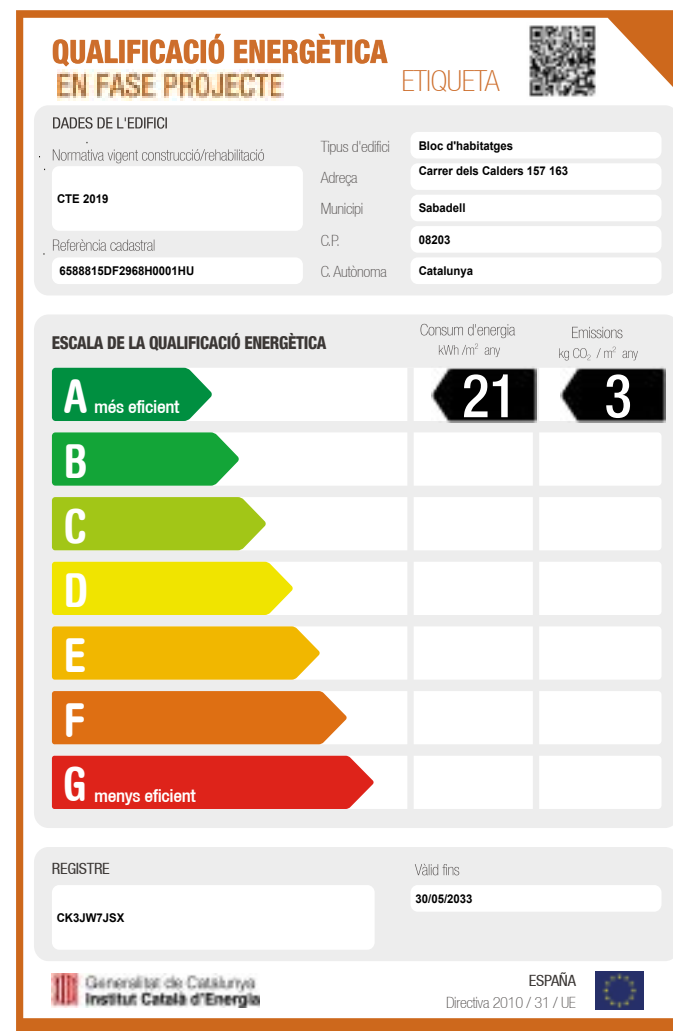 QUALIFICACIÓ ENERGÈTICA
EN FASE PROJECTE
ETIQUETA
DADES DE L'EDIFICI
Normativa vigent construcció/rehabilitació
CTE 2019
Referència cadastral
6588815DF2968H0001HU
Tipus d'edifici
Bloc d'habitatges
Adreça
Carrer dels Calders 157 163
Municipi
Sabadell
C.P.
08203
C. Autònoma
Catalunya
ESCALA DE LA QUALIFICACIÓ ENERGÈTICA
Consum d'energia
kWh /m² any
Emissions
kg CO₂ / m² any
A més eficient
21
3
B
C
D
E
F
G menys eficient
REGISTRE
CK3JW7JSX
Vàlid fins
30/05/2033
Generalitat de Catalunya
Institut Català d'Energia
ESPAÑA
Directiva 2010 / 31 / UE